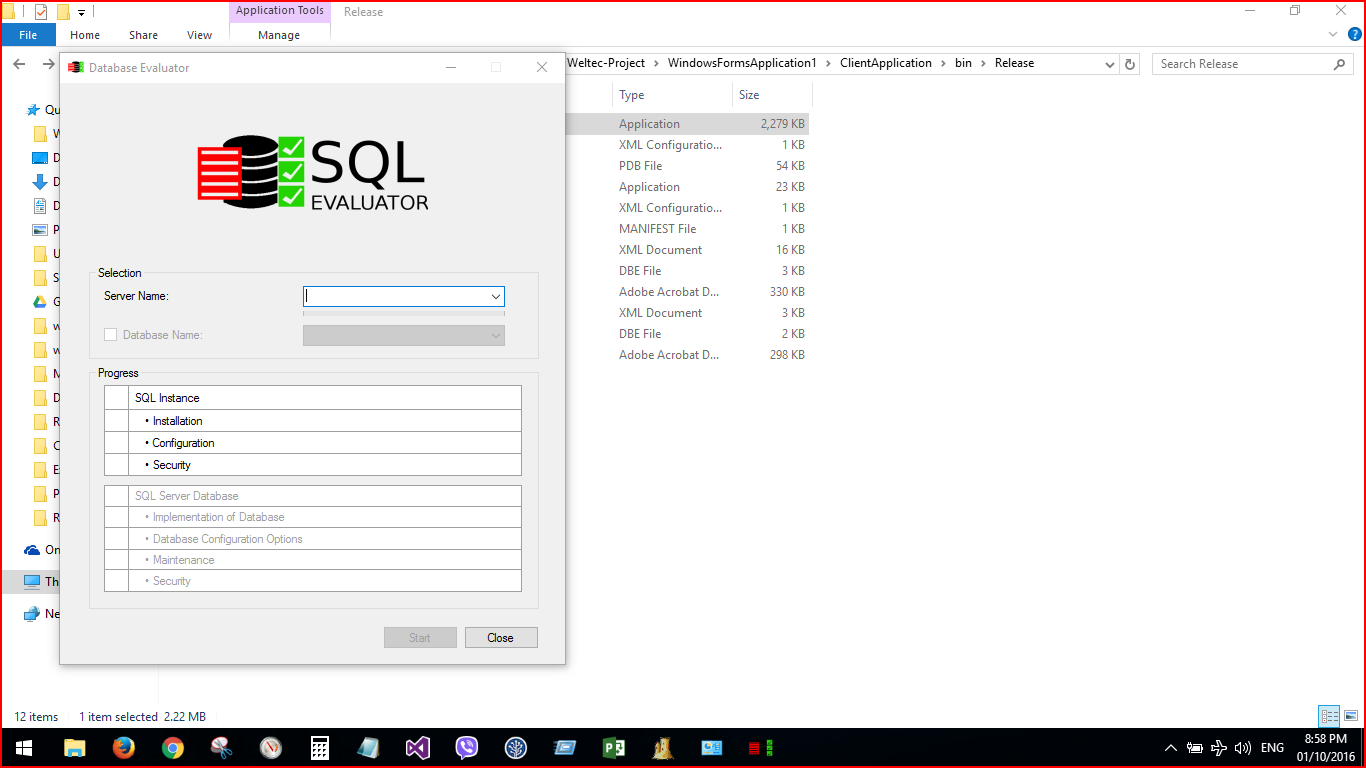 Application Tools
Release
File
Home
Share
View
Manage
Weltec-Project > WindowsFormsApplication1 > ClientApplication > bin > Release
Search Release
Database Evaluator
SQL
EVALUATOR
Selection
Server Name:
Database Name:
Progress
SQL Instance
• Installation
• Configuration
• Security
SQL Server Database
• Implementation of Database
• Database Configuration Options
• Maintenance
• Security
Start
Close
Type Size
Application 2,279 KB
XML Configuratio... 1 KB
PDB File 54 KB
Application 23 KB
XML Configuratio... 1 KB
MANIFEST File 1 KB
XML Document 16 KB
DBE File 3 KB
Adobe Acrobat D... 330 KB
XML Document 3 KB
DBE File 2 KB
Adobe Acrobat D... 298 KB
12 items
1 item selected 2.22 MB
ENG
8:58 PM
01/10/2016